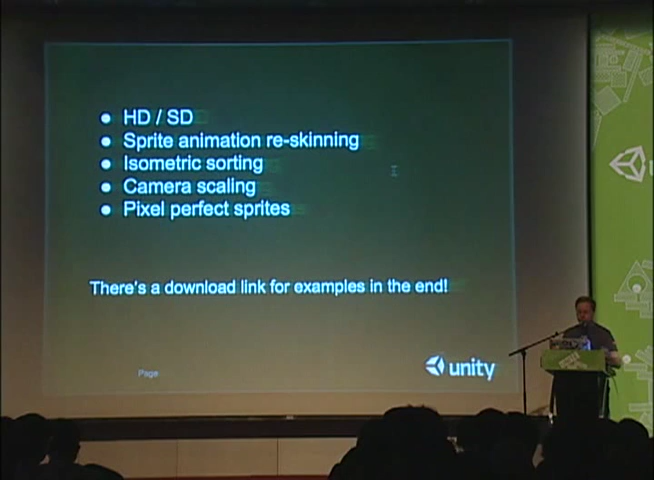 ● HD / SD
● Sprite animation re-skinning
● Isometric sorting
● Camera scaling
● Pixel perfect sprites
There's a download link for examples in the end!
Page
unity